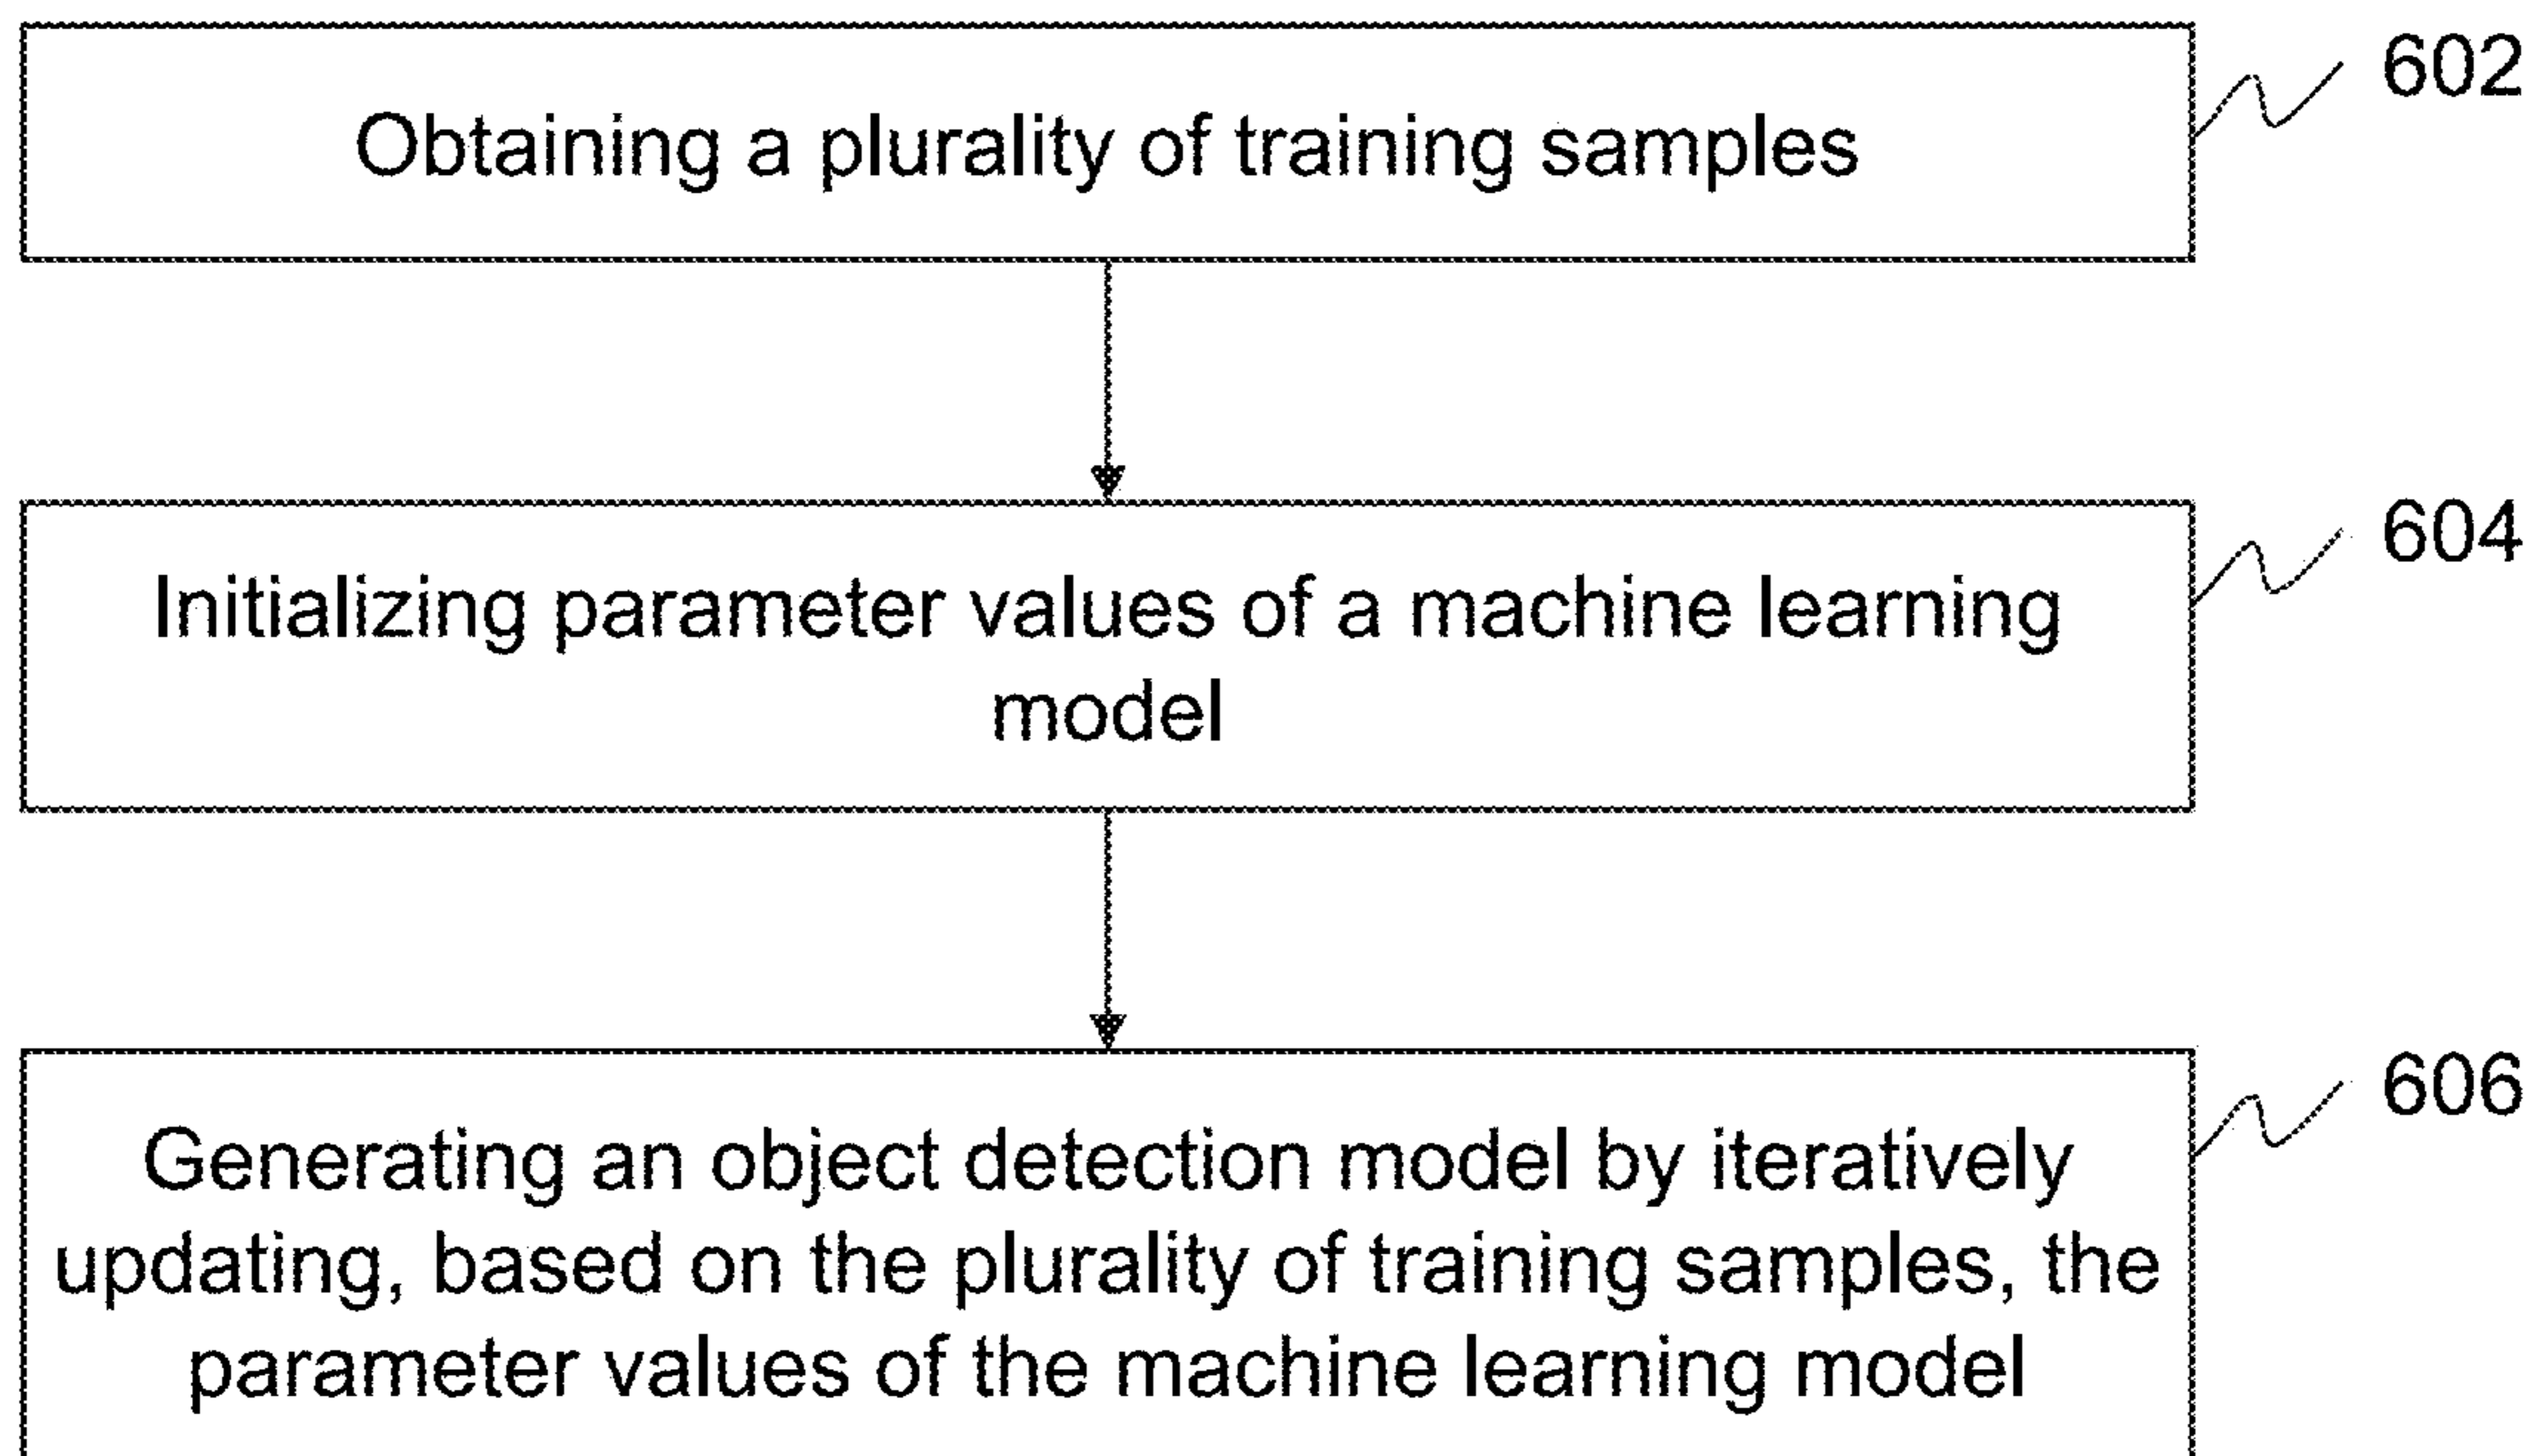 Obtaining a plurality of training samples
602
Initializing parameter values of a machine learning
model
604
Generating an object detection model by iteratively
updating, based on the plurality of training samples, the
parameter values of the machine learning model
606